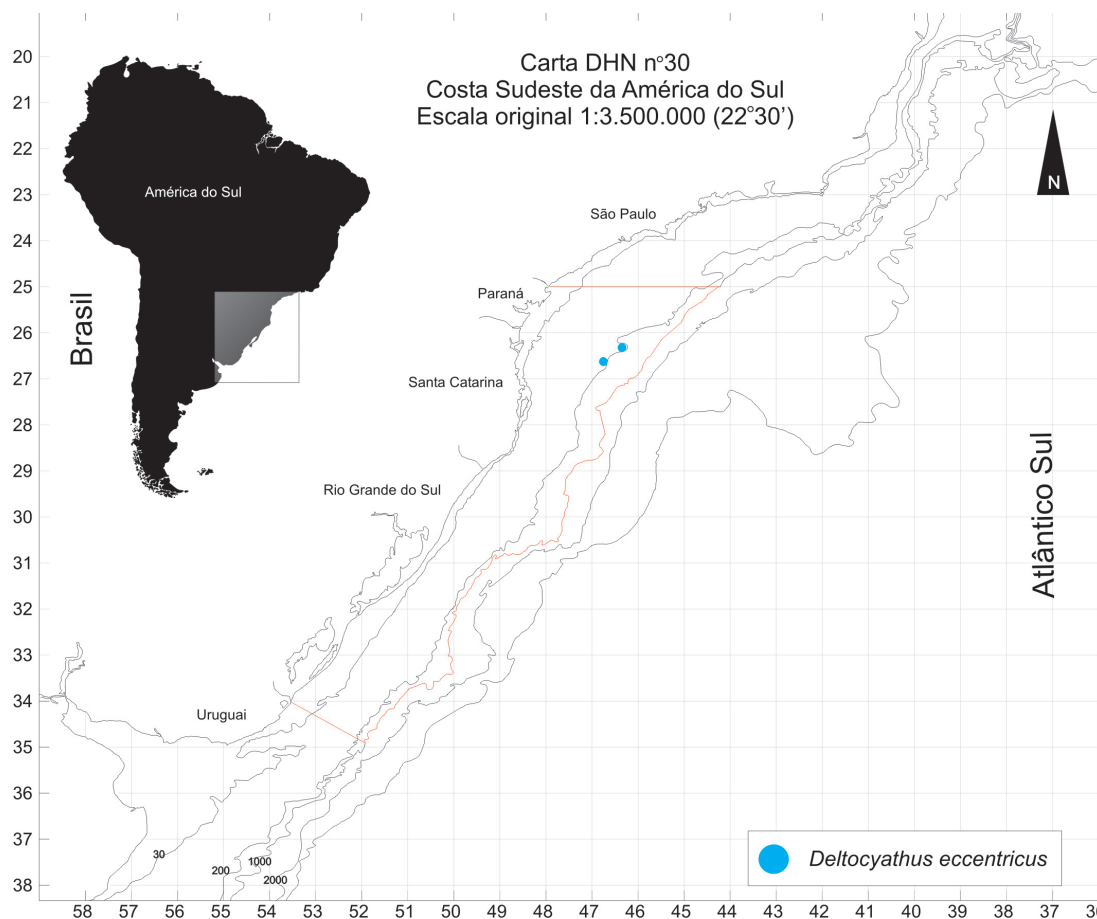 Carta DHN n°30
Costa Sudeste da América do Sul
Escala original 1:3.500.000 (22°30')
América do Sul
Brasil
Atlântico Sul
N
São Paulo
Paraná
Santa Catarina
Rio Grande do Sul
Uruguai
20
21
22
23
24
25
26
27
28
29
30
31
32
33
34
35
36
37
38
30
200
1000
2000
Deltocyathus eccentricus
58 57 56 55 54 53 52 51 50 49 48 47 46 45 44 43 42 41 40 39 38 37